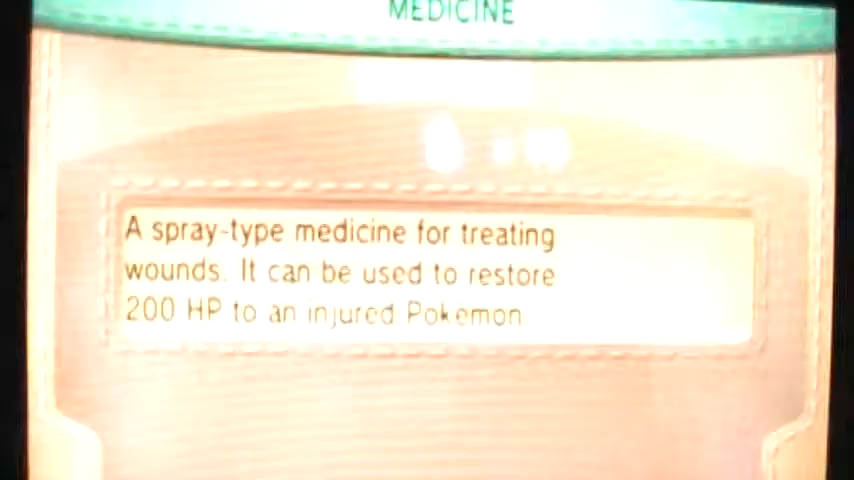 MEDICINE
A spray-type medicine for treating
wounds. It can be used to restore
200 HP to an injured Pokemon